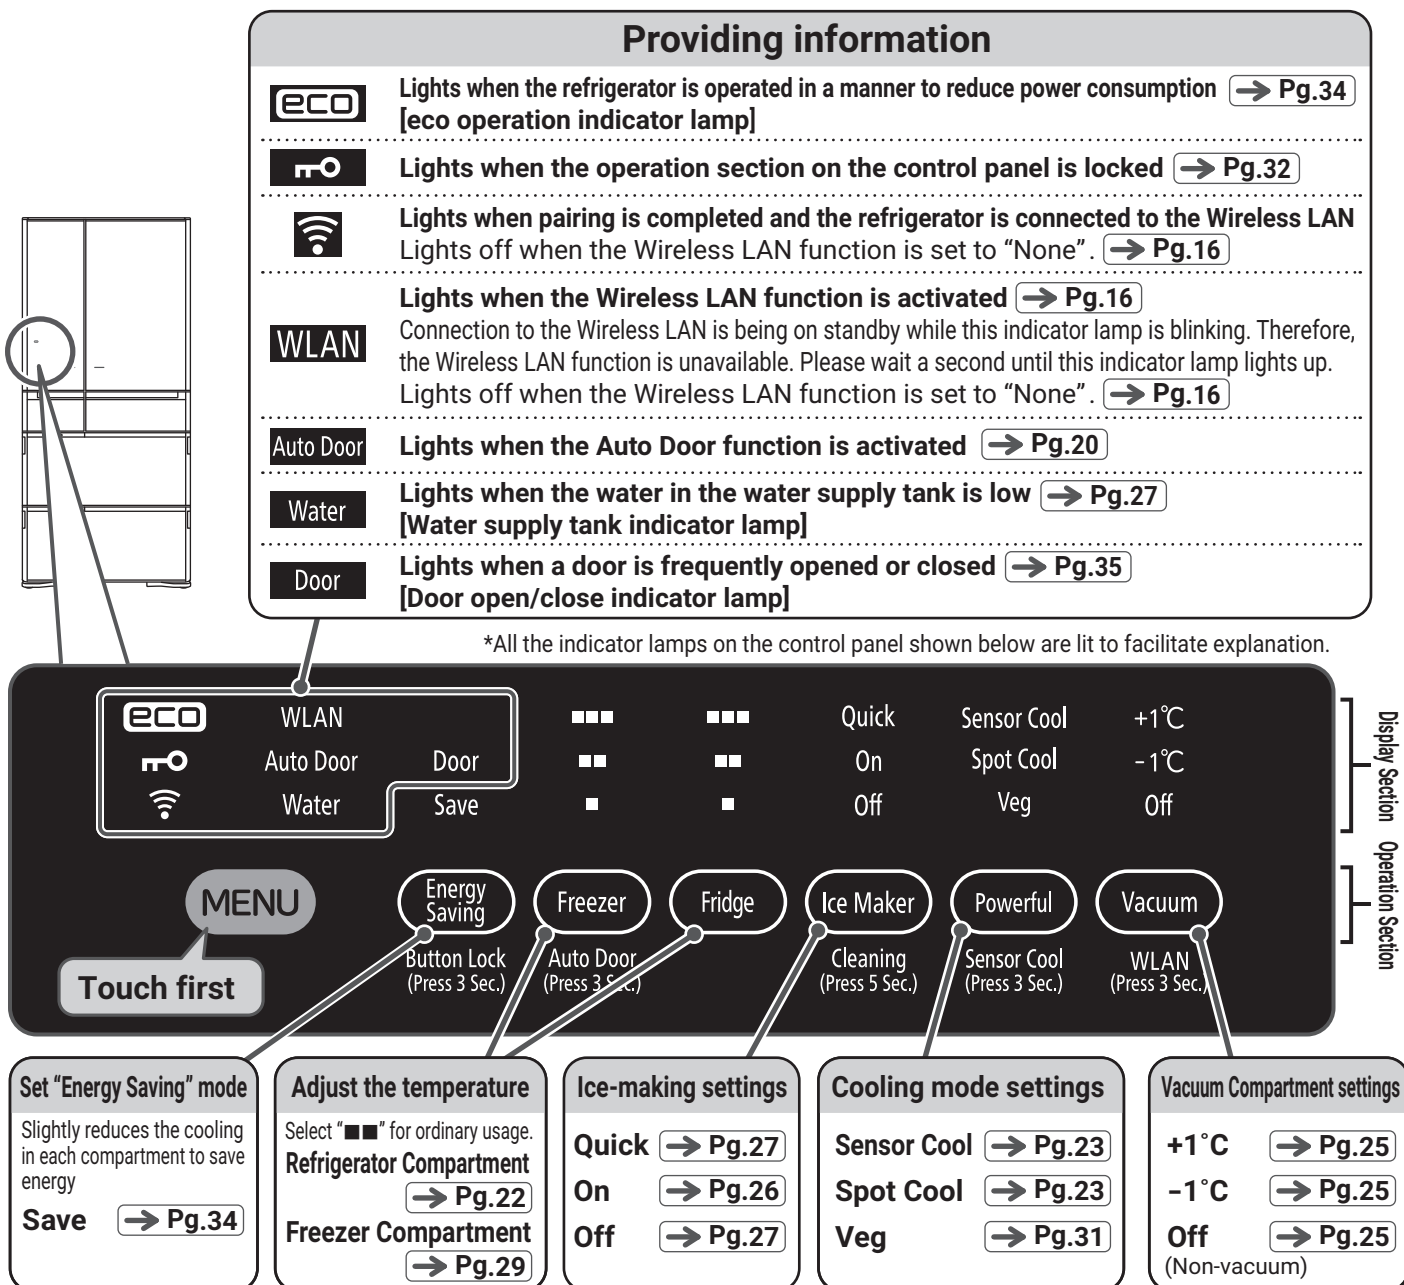 Providing information
eco Lights when the refrigerator is operated in a manner to reduce power consumption → Pg.34
[eco operation indicator lamp]
Lights when the operation section on the control panel is locked → Pg.32
Lights when pairing is completed and the refrigerator is connected to the Wireless LAN
Lights off when the Wireless LAN function is set to “None”. → Pg.16
WLAN
Lights when the Wireless LAN function is activated → Pg.16
Connection to the Wireless LAN is being on standby while this indicator lamp is blinking. Therefore,
the Wireless LAN function is unavailable. Please wait a second until this indicator lamp lights up.
Lights off when the Wireless LAN function is set to “None”. → Pg.16
Auto Door Lights when the Auto Door function is activated → Pg.20
Water Lights when the water in the water supply tank is low → Pg.27
[Water supply tank indicator lamp]
Door Lights when a door is frequently opened or closed → Pg.35
[Door open/close indicator lamp]
*All the indicator lamps on the control panel shown below are lit to facilitate explanation.
eco WLAN ■■■ ■■■ Quick Sensor Cool +1℃
Auto Door Door ■■ ■■ On Spot Cool −1℃
Water Save ■ ■ Off Veg Off
Display Section
Operation Section
MENU
Energy
Saving
Freezer Fridge Ice Maker Powerful Vacuum
Touch first
Button Lock
(Press 3 Sec.)
Auto Door
(Press 3 Sec.)
Cleaning
(Press 5 Sec.)
Sensor Cool
(Press 3 Sec.)
WLAN
(Press 3 Sec.)
Set “Energy Saving” mode
Slightly reduces the cooling
in each compartment to save
energy
Save → Pg.34
Adjust the temperature
Select “■■” for ordinary usage.
Refrigerator Compartment
→ Pg.22
Freezer Compartment
→ Pg.29
Ice-making settings
Quick → Pg.27
On → Pg.26
Off → Pg.27
Cooling mode settings
Sensor Cool → Pg.23
Spot Cool → Pg.23
Veg → Pg.31
Vacuum Compartment settings
+1˚C → Pg.25
−1˚C → Pg.25
Off → Pg.25
(Non-vacuum)